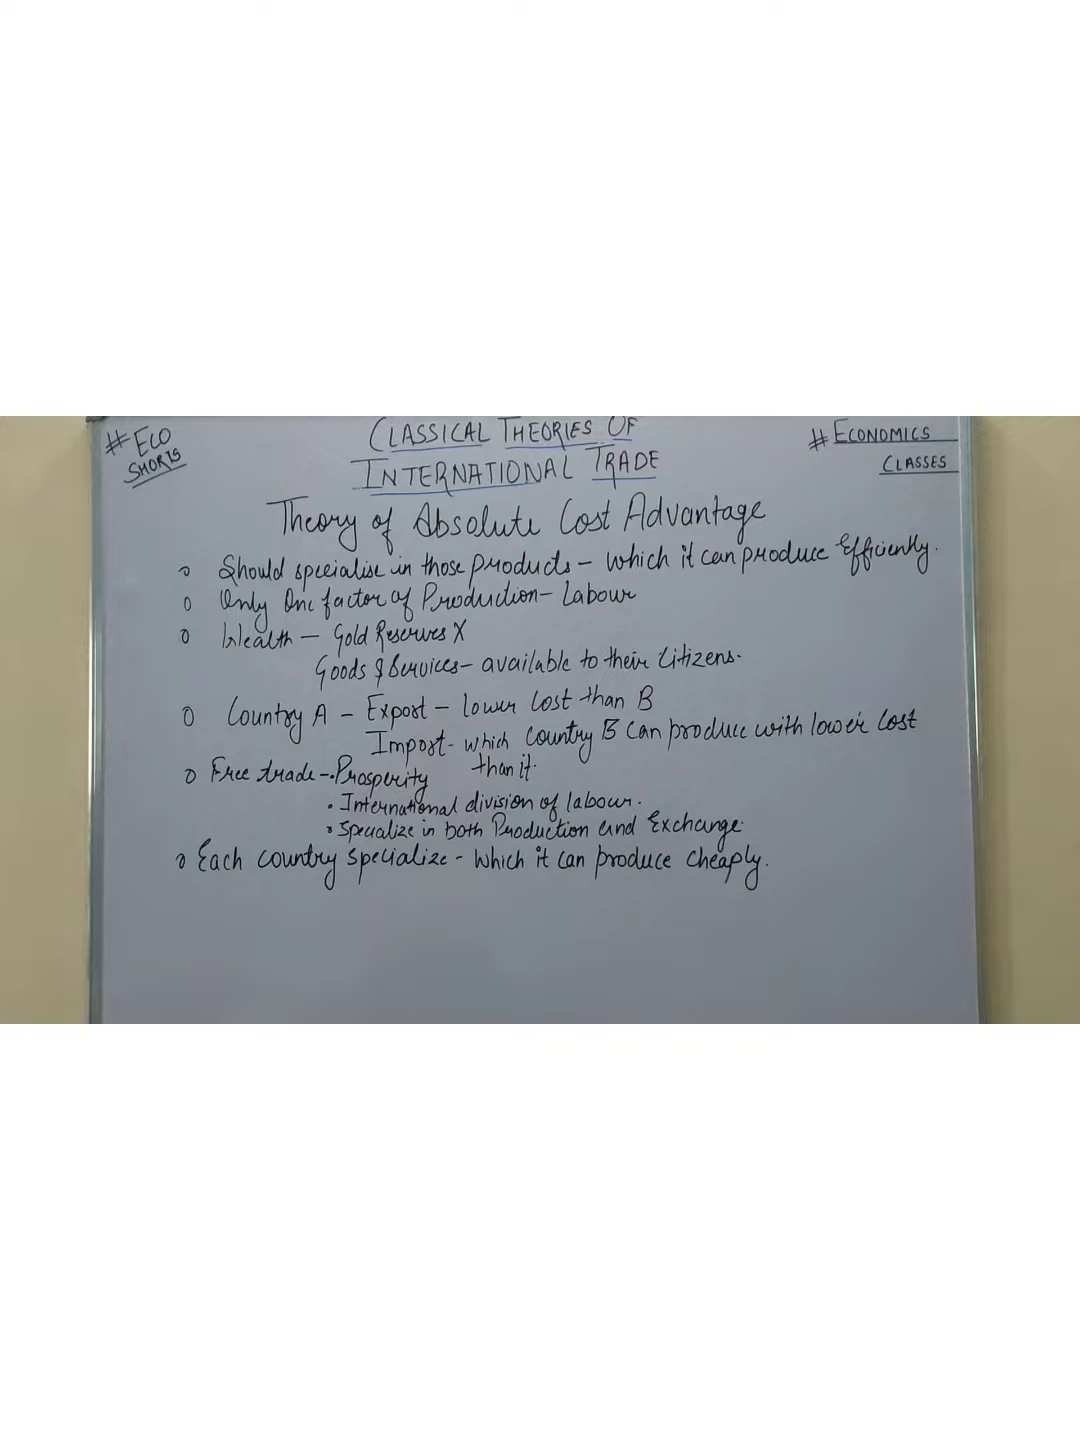 # ECO
SHORTS
CLASSICAL THEORIES OF
INTERNATIONAL TRADE
# ECONOMICS
CLASSES
Theory of Absolute Cost Advantage
o Should specialise in those products - which it can produce Efficiently.
o Only One factor of Production - Labour
o Wealth - Gold Reserves X
Goods & Services - available to their Citizens.
o Country A - Export - Lower Cost than B
Import - which country B can produce with lower Cost
than it.
o Free trade - • Prosperity
• International division of labour.
• Specialize in both Production and Exchange.
o Each country specialize - which it can produce cheaply.